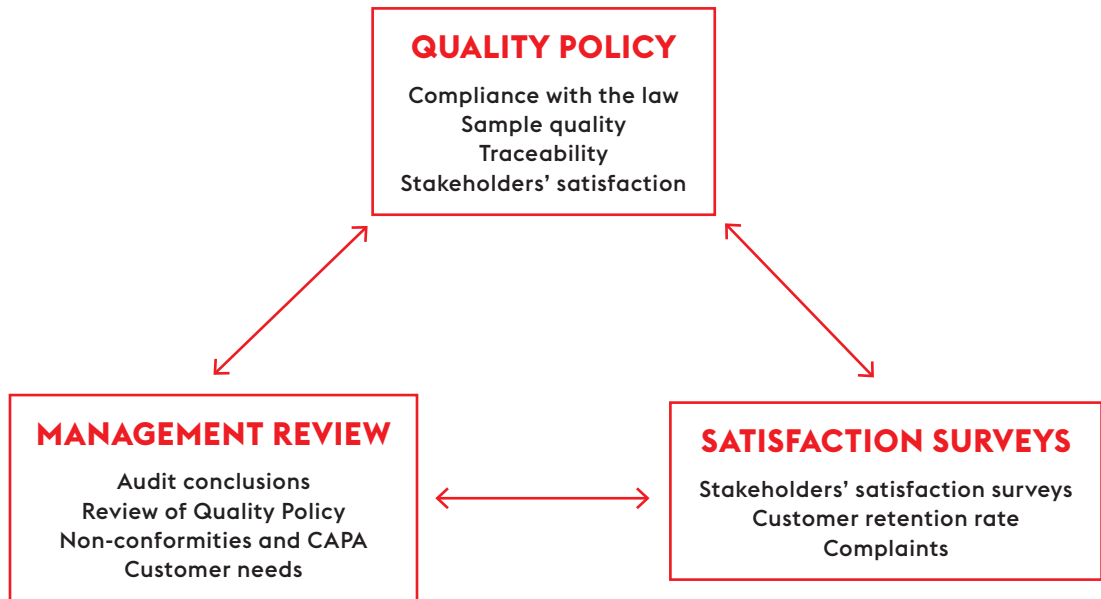 QUALITY POLICY
Compliance with the law
Sample quality
Traceability
Stakeholders’ satisfaction
MANAGEMENT REVIEW
Audit conclusions
Review of Quality Policy
Non-conformities and CAPA
Customer needs
SATISFACTION SURVEYS
Stakeholders’ satisfaction surveys
Customer retention rate
Complaints